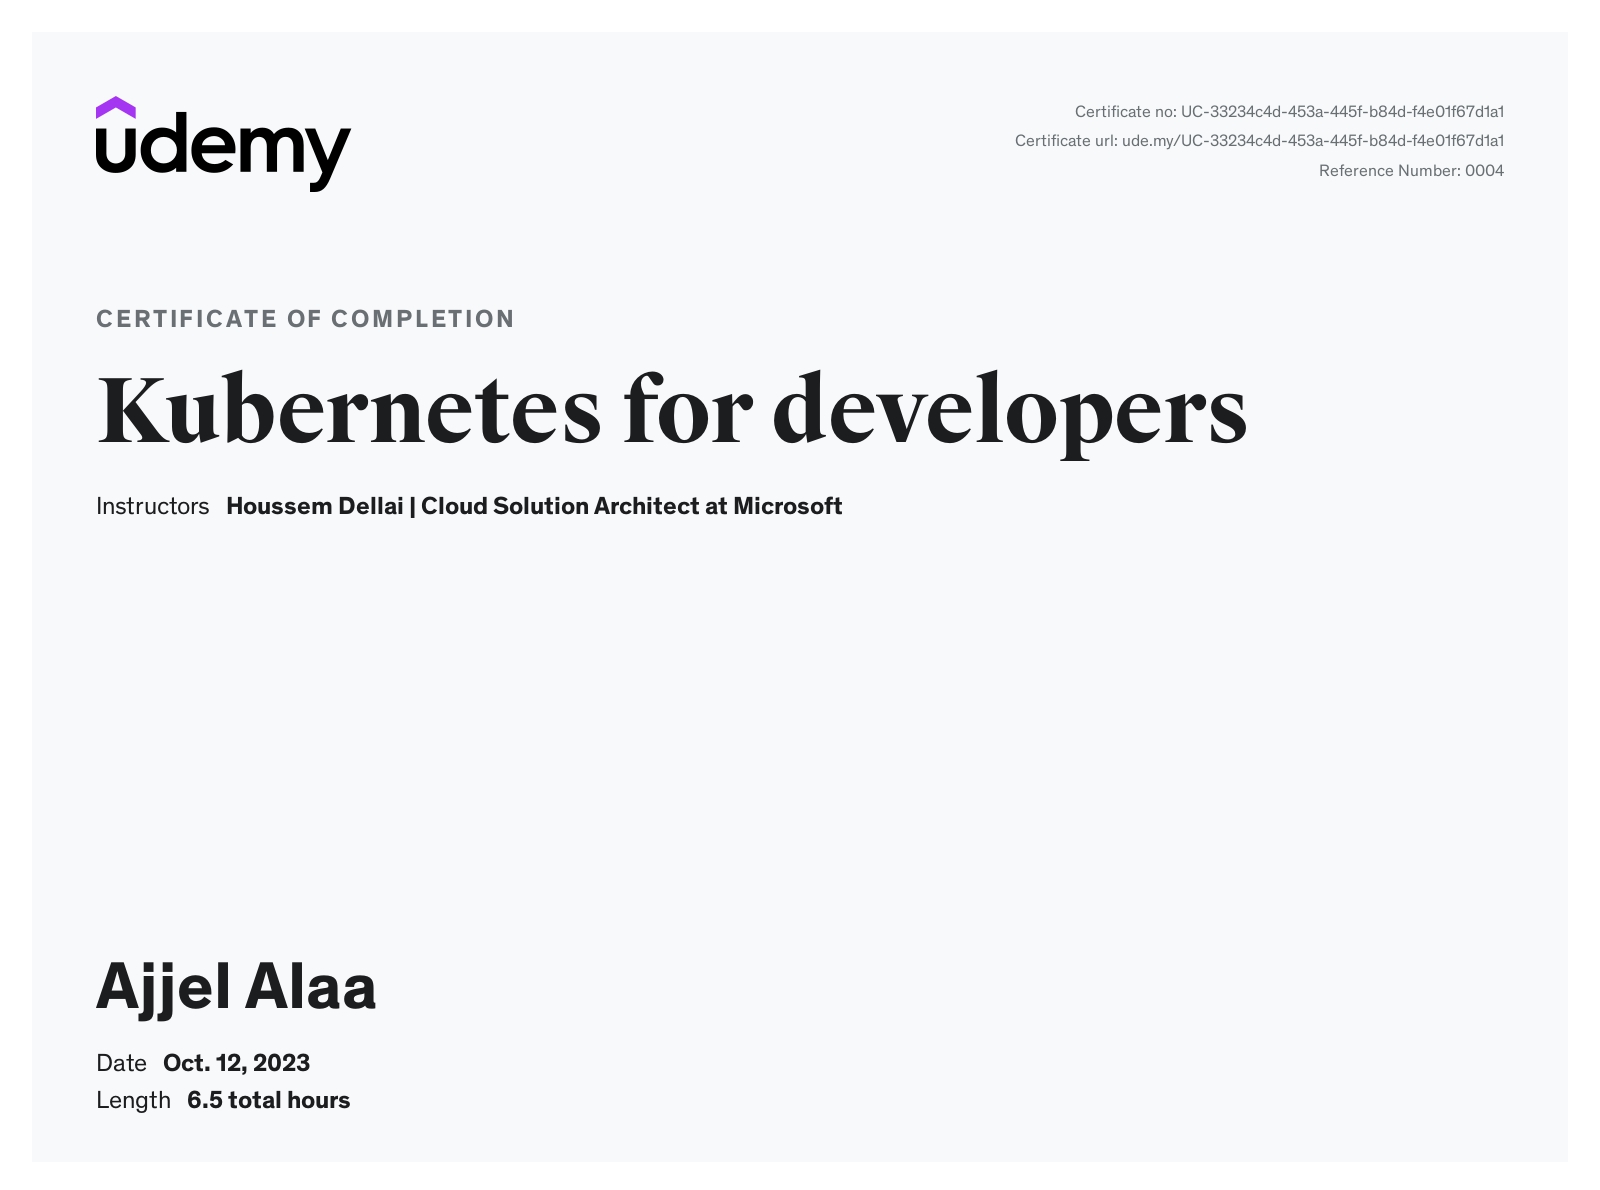 udemy
Certificate no: UC-33234c4d-453a-445f-b84d-f4e01f67d1a1
Certificate url: ude.my/UC-33234c4d-453a-445f-b84d-f4e01f67d1a1
Reference Number: 0004
CERTIFICATE OF COMPLETION
Kubernetes for developers
Instructors Houssem Dellai | Cloud Solution Architect at Microsoft
Ajjel Alaa
Date Oct. 12, 2023
Length 6.5 total hours